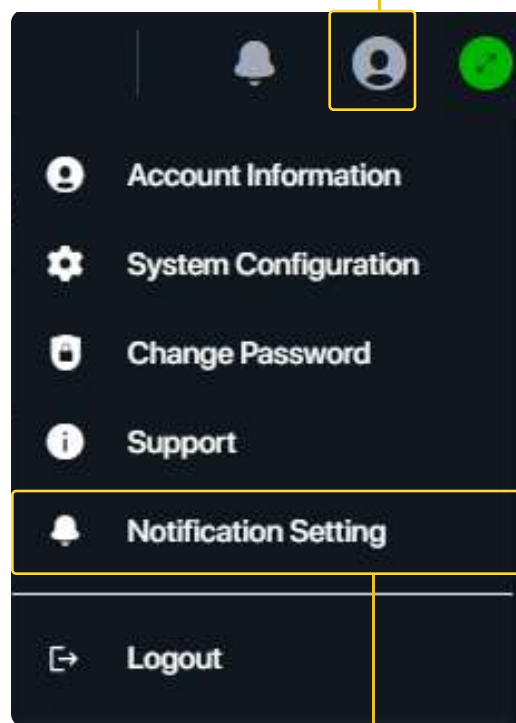 Account Information
System Configuration
Change Password
Support
Notification Setting
Logout